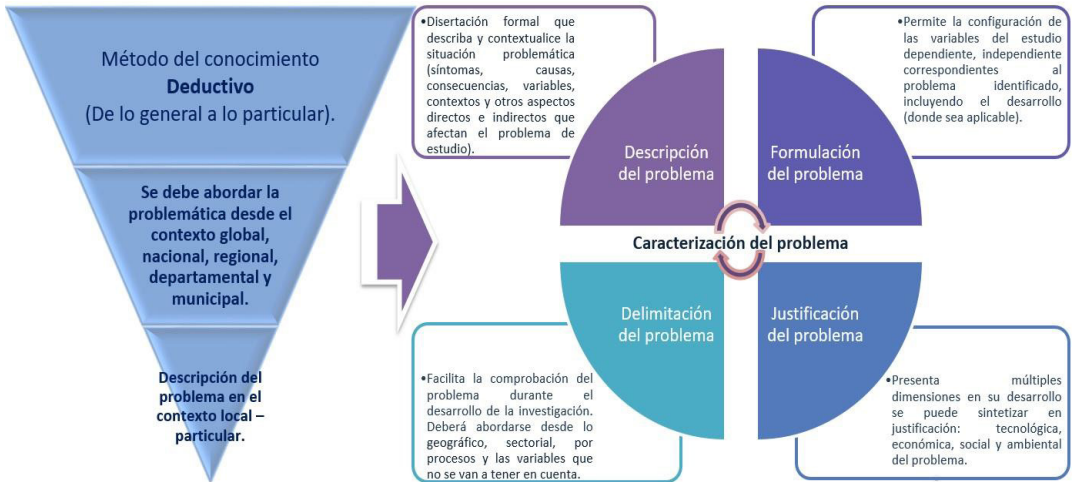 Método del conocimiento
Deductivo
(De lo general a lo particular).
Se debe abordar la
problemática desde el
contexto global,
nacional, regional,
departamental y
municipal.
Descripción del
problema en el
contexto local –
particular.
•Disertación formal que
describa y contextualice la
situación problemática
(síntomas, causas,
consecuencias, variables,
contextos y otros aspectos
directos e indirectos que
afectan el problema de
estudio).
Descripción
del problema
•Permite la configuración de
las variables del estudio
dependiente, independiente
correspondientes al
problema identificado,
incluyendo el desarrollo
(donde sea aplicable).
Formulación
del problema
Caracterización del problema
Delimitación
del problema
•Facilita la comprobación del
problema durante el
desarrollo de la investigación.
Deberá abordarse desde lo
geográfico, sectorial, por
procesos y las variables que
no se van a tener en cuenta.
Justificación
del problema
•Presenta múltiples
dimensiones en su desarrollo
se puede sintetizar en
justificación: tecnológica,
económica, social y ambiental
del problema.